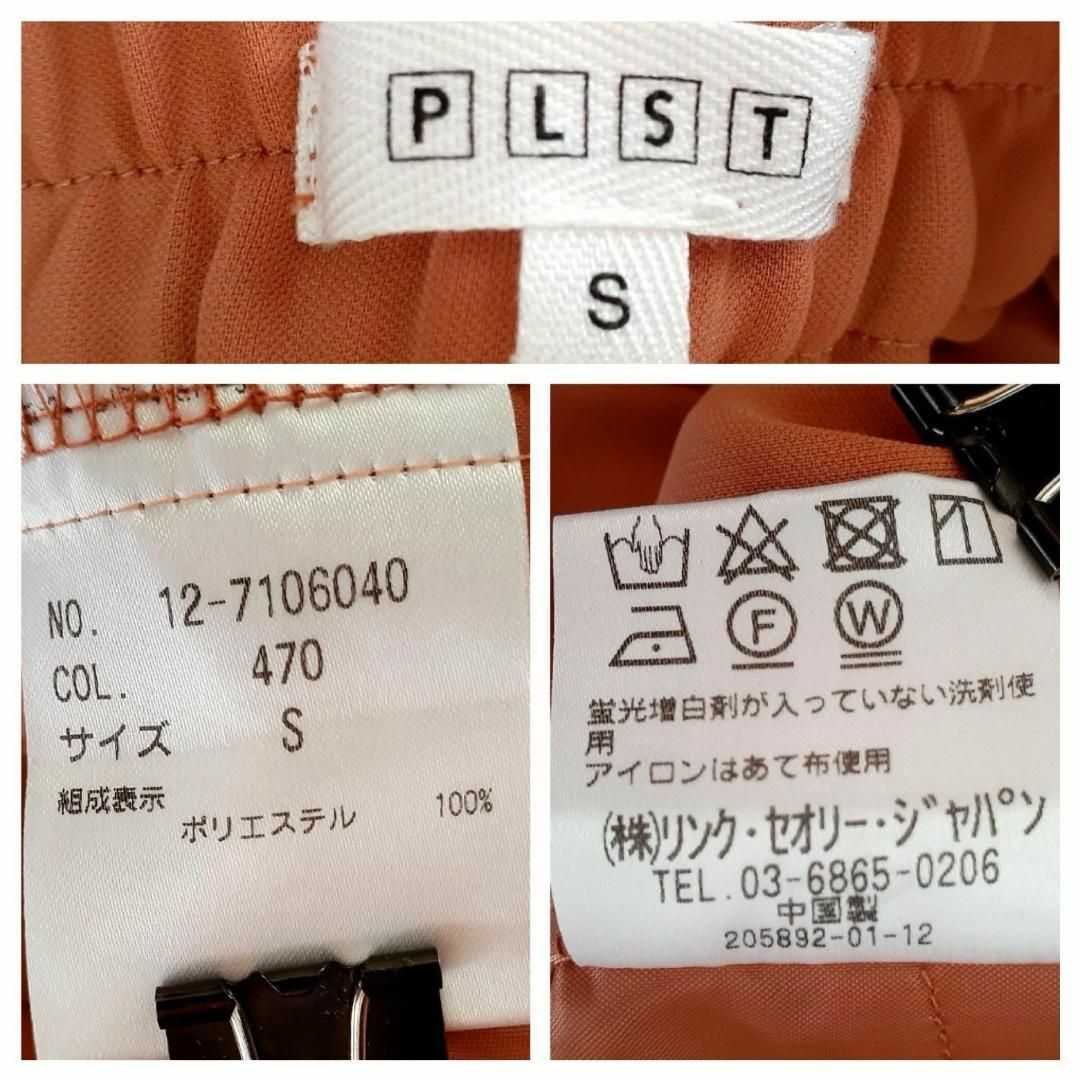 PLST
S
NO. 12-7106040
COL. 470
サイズ S
組成表示
ポリエステル 100%
F W
蛍光増白剤が入っていない洗剤使
用
アイロンはあて布使用
(株)リンク・セオリー・ジャパン
TEL.03-6865-0206
中国製
205892-01-12